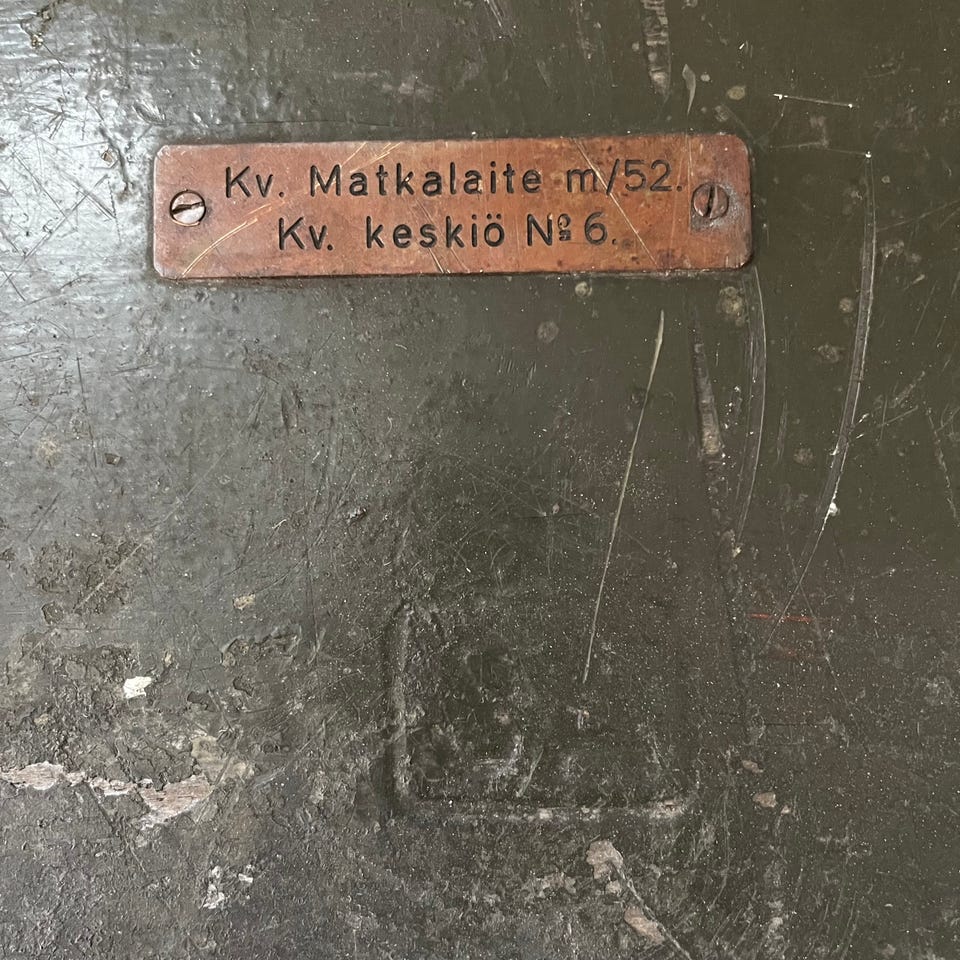 Kv. Matkalaite m/52.
Kv. keskiö № 6.